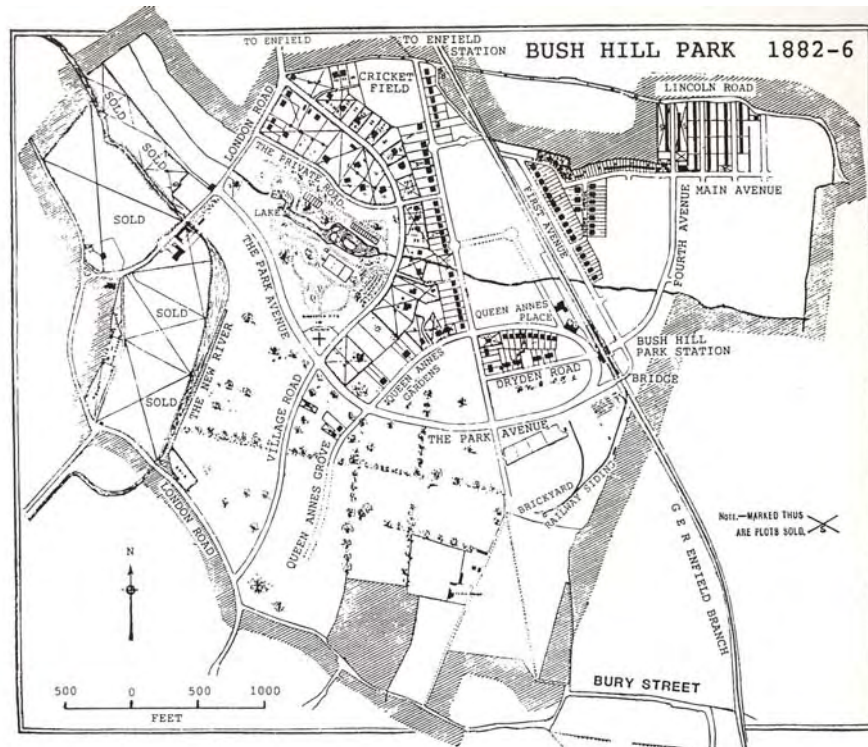 BUSH HILL PARK 1882-6
TO ENFIELD
TO ENFIELD
STATION
CRICKET
FIELD
LINCOLN ROAD
SOLD
SOLD
LONDON ROAD
THE PRIVATE ROAD
FIRST AVENUE
MAIN AVENUE
SOLD
LAKE
FOURTH AVENUE
THE PARK AVENUE
QUEEN ANNES
PLACE
SOLD
THE NEW RIVER
BUSH HILL
PARK STATION
QUEEN ANNES
GARDENS
DRYDEN ROAD
BRIDGE
SOLD
VILLAGE ROAD
THE PARK AVENUE
QUEEN ANNES GROVE
LONDON ROAD
BRICKYARD
RAILWAY SIDING
NOTE.—MARKED THUS
ARE PLOTS SOLD.
G E R ENFIELD BRANCH
N
BURY STREET
500 0 500 1000
FEET